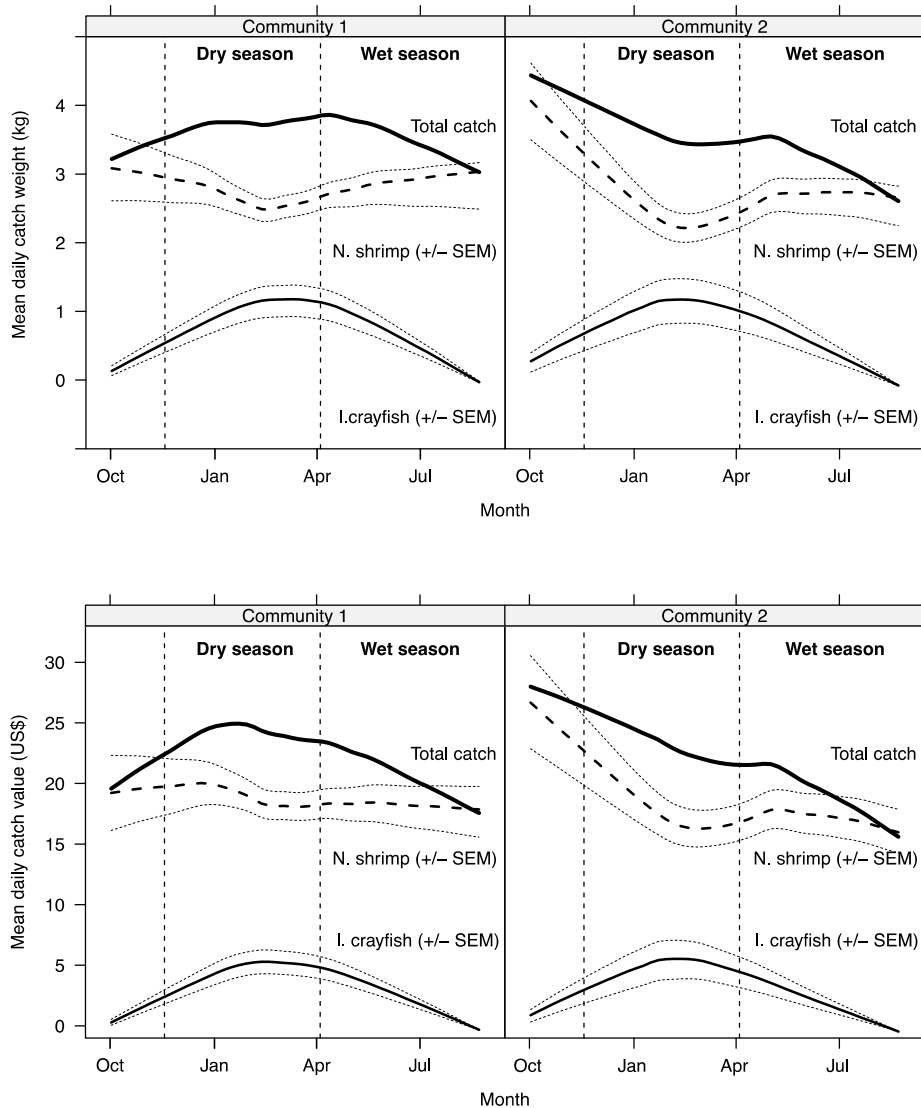 Community 1 Community 2
Dry season Wet season Dry season Wet season
Mean daily catch weight (kg)
4
3
2
1
0
Total catch Total catch
N. shrimp (+/− SEM) N. shrimp (+/− SEM)
I.crayfish (+/− SEM) I. crayfish (+/− SEM)
Oct Jan Apr Jul Oct Jan Apr Jul
Month
Community 1 Community 2
Dry season Wet season Dry season Wet season
Mean daily catch value (US$)
30
25
20
15
10
5
0
Total catch Total catch
N. shrimp (+/− SEM) N. shrimp (+/− SEM)
I. crayfish (+/− SEM) I. crayfish (+/− SEM)
Oct Jan Apr Jul Oct Jan Apr Jul
Month